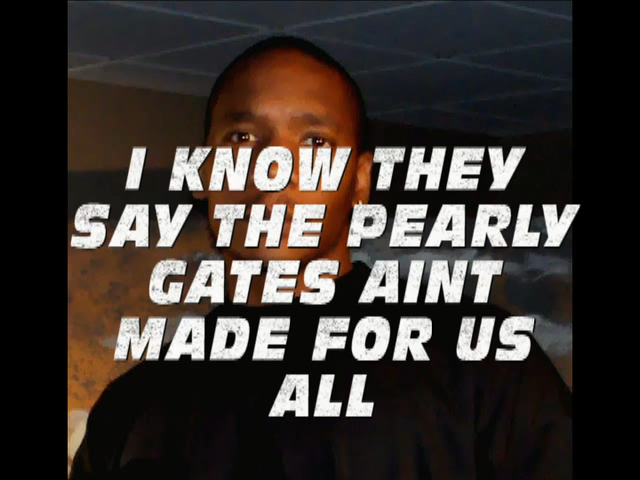 I KNOW THEY
SAY THE PEARLY
GATES AINT
MADE FOR US
ALL